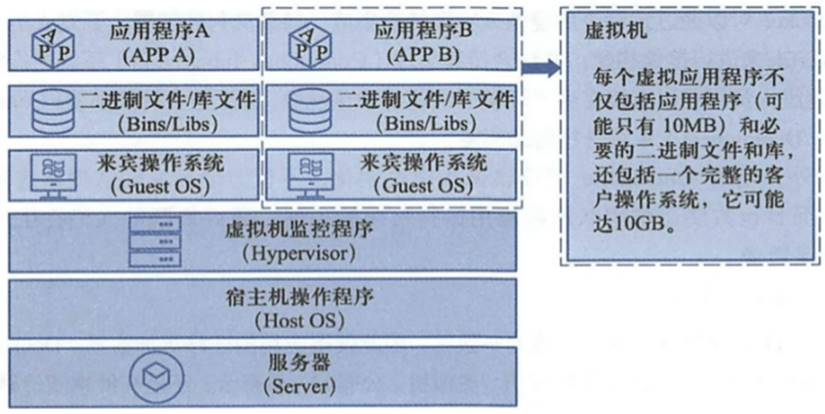 应用程序A
(APP A)
应用程序B
(APP B)
二进制文件/库文件
(Bins/Libs)
二进制文件/库文件
(Bins/Libs)
来宾操作系统
(Guest OS)
来宾操作系统
(Guest OS)
虚拟机监控程序
(Hypervisor)
宿主机操作程序
(Host OS)
服务器
(Server)
虚拟机
每个虚拟应用程序不
仅包括应用程序（可
能只有 10MB）和必
要的二进制文件和库，
还包括一个完整的客
户操作系统，它可能
达10GB。
A
P P
A
P P